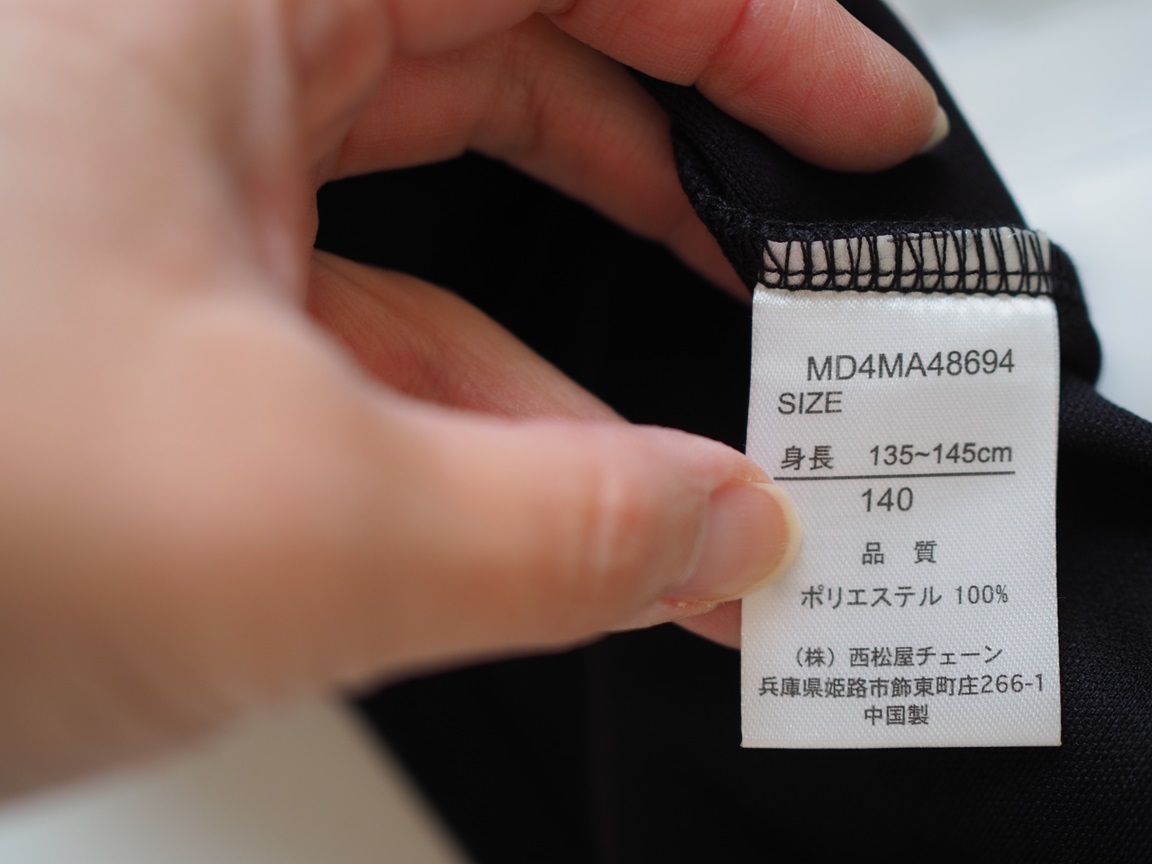 MD4MA48694
SIZE
身長 135~145cm
140
品 質
ポリエステル 100%
（株）西松屋チェーン
兵庫県姫路市飾東町庄266-1
中国製